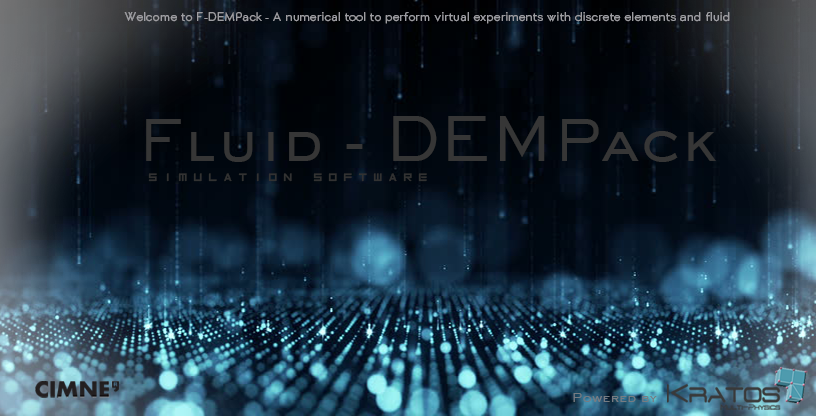 Welcome to F-DEMPack - A numerical tool to perform virtual experiments with discrete elements and fluid
FLUID - DEMPACK
SIMULATION SOFTWARE
CIMNE
POWERED BY KRATOS